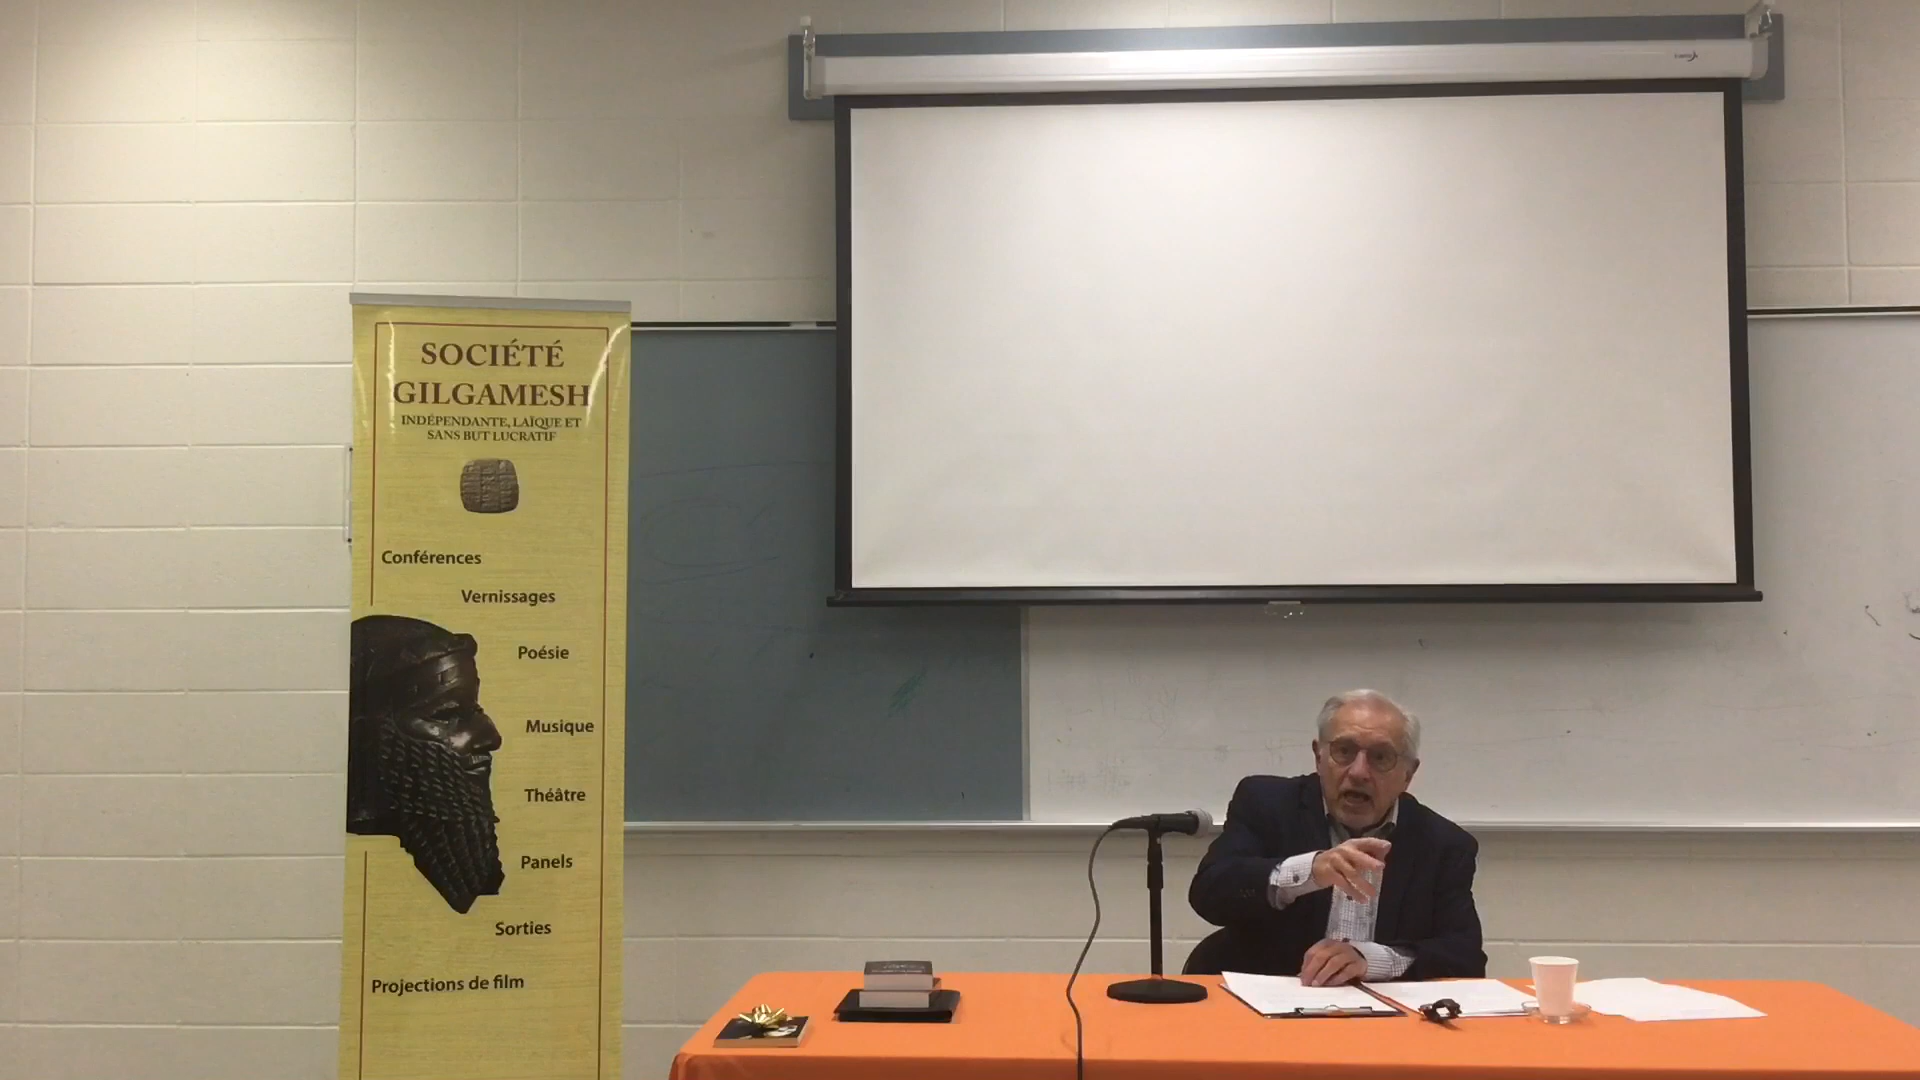 SOCIÉTÉ
GILGAMESH
INDÉPENDANTE, LAÏQUE ET
SANS BUT LUCRATIF
Conférences
Vernissages
Poésie
Musique
Théâtre
Panels
Sorties
Projections de film